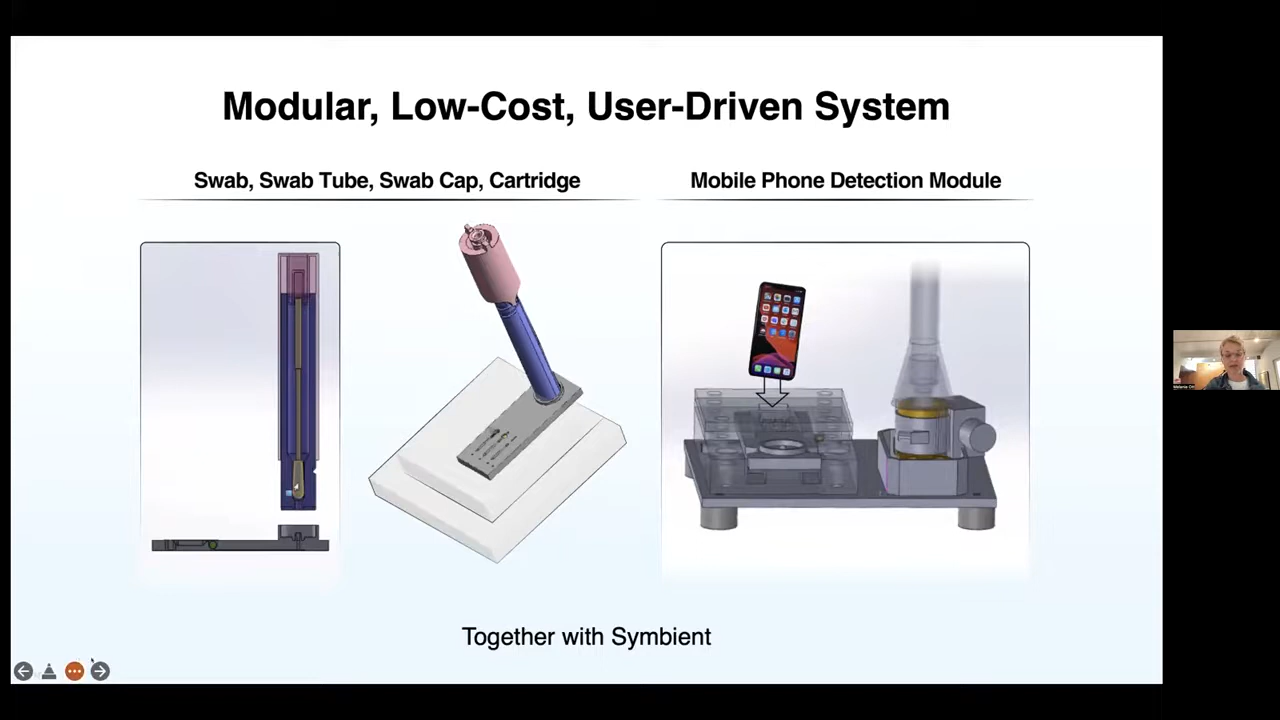 Modular, Low-Cost, User-Driven System
Swab, Swab Tube, Swab Cap, Cartridge
Mobile Phone Detection Module
Together with Symbient